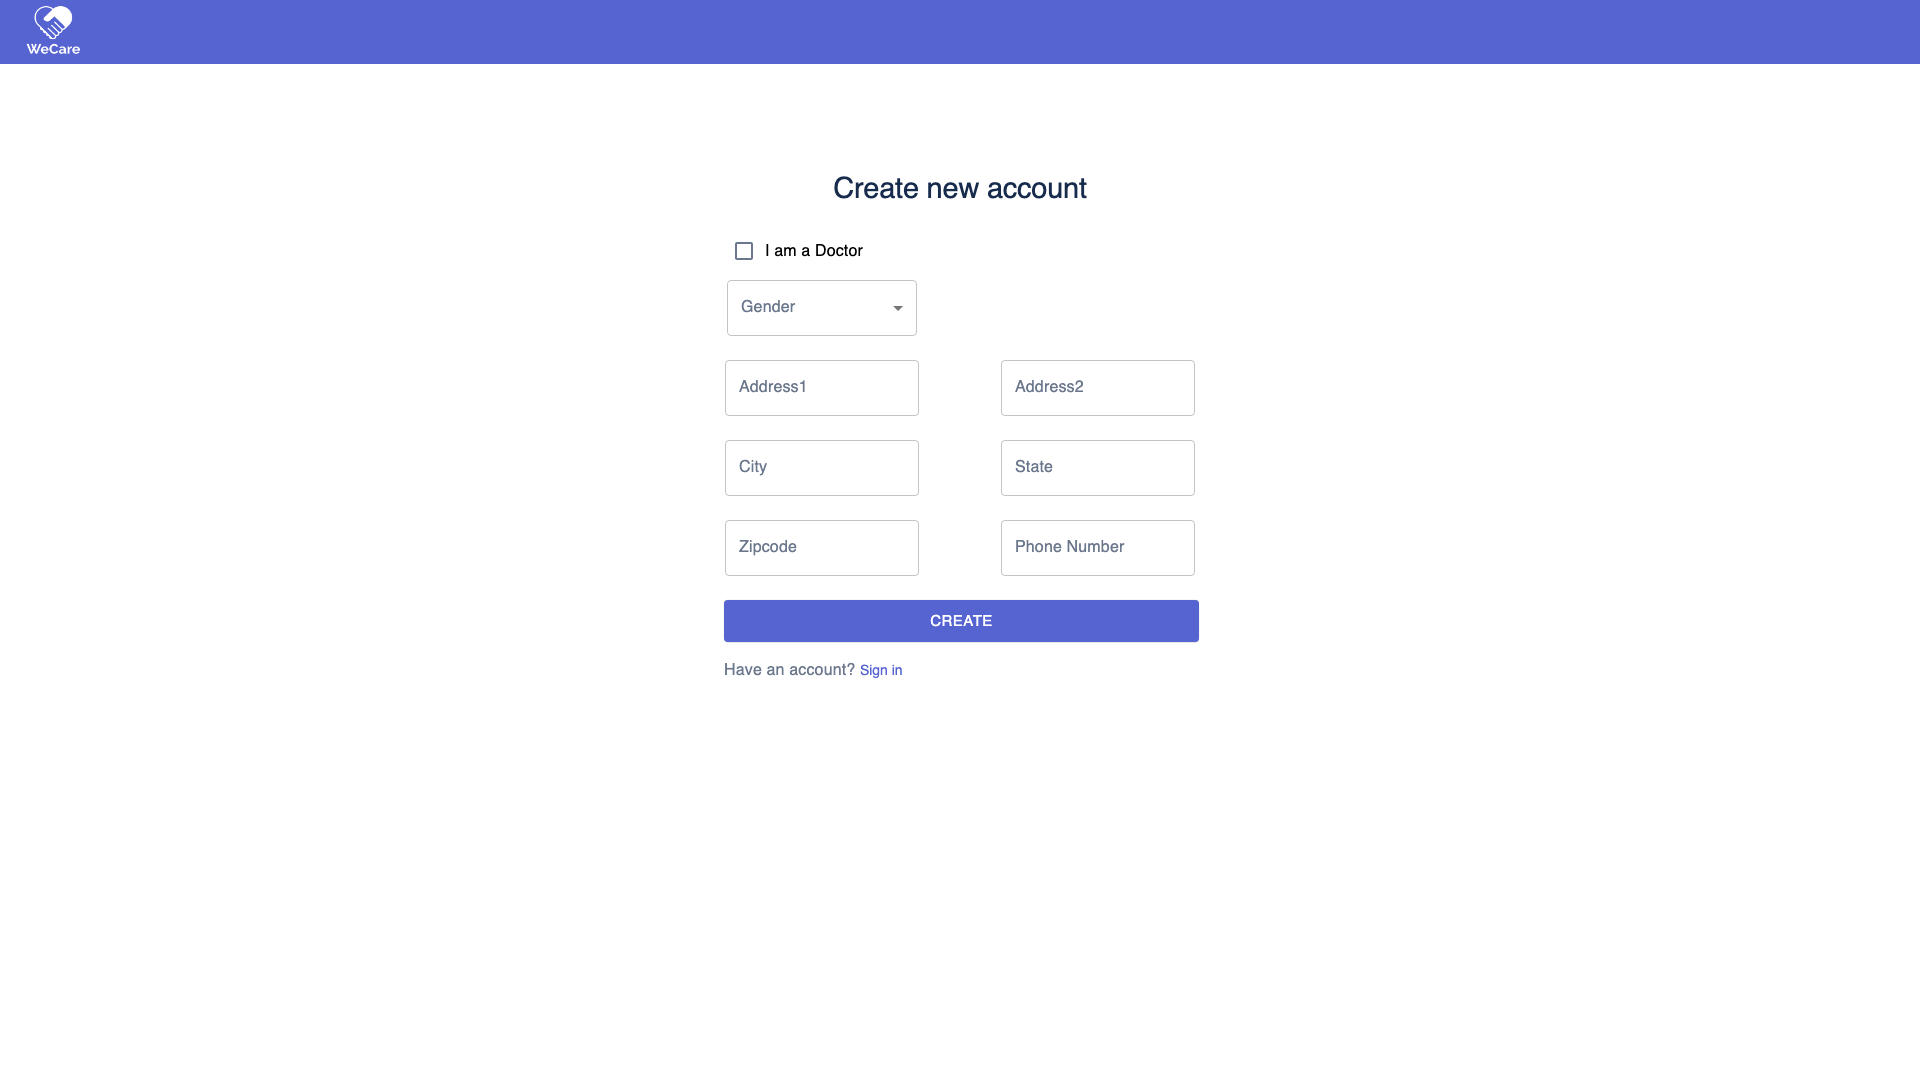 WeCare
Create new account
I am a Doctor
Gender
Address1 Address2
City State
Zipcode Phone Number
CREATE
Have an account? Sign in